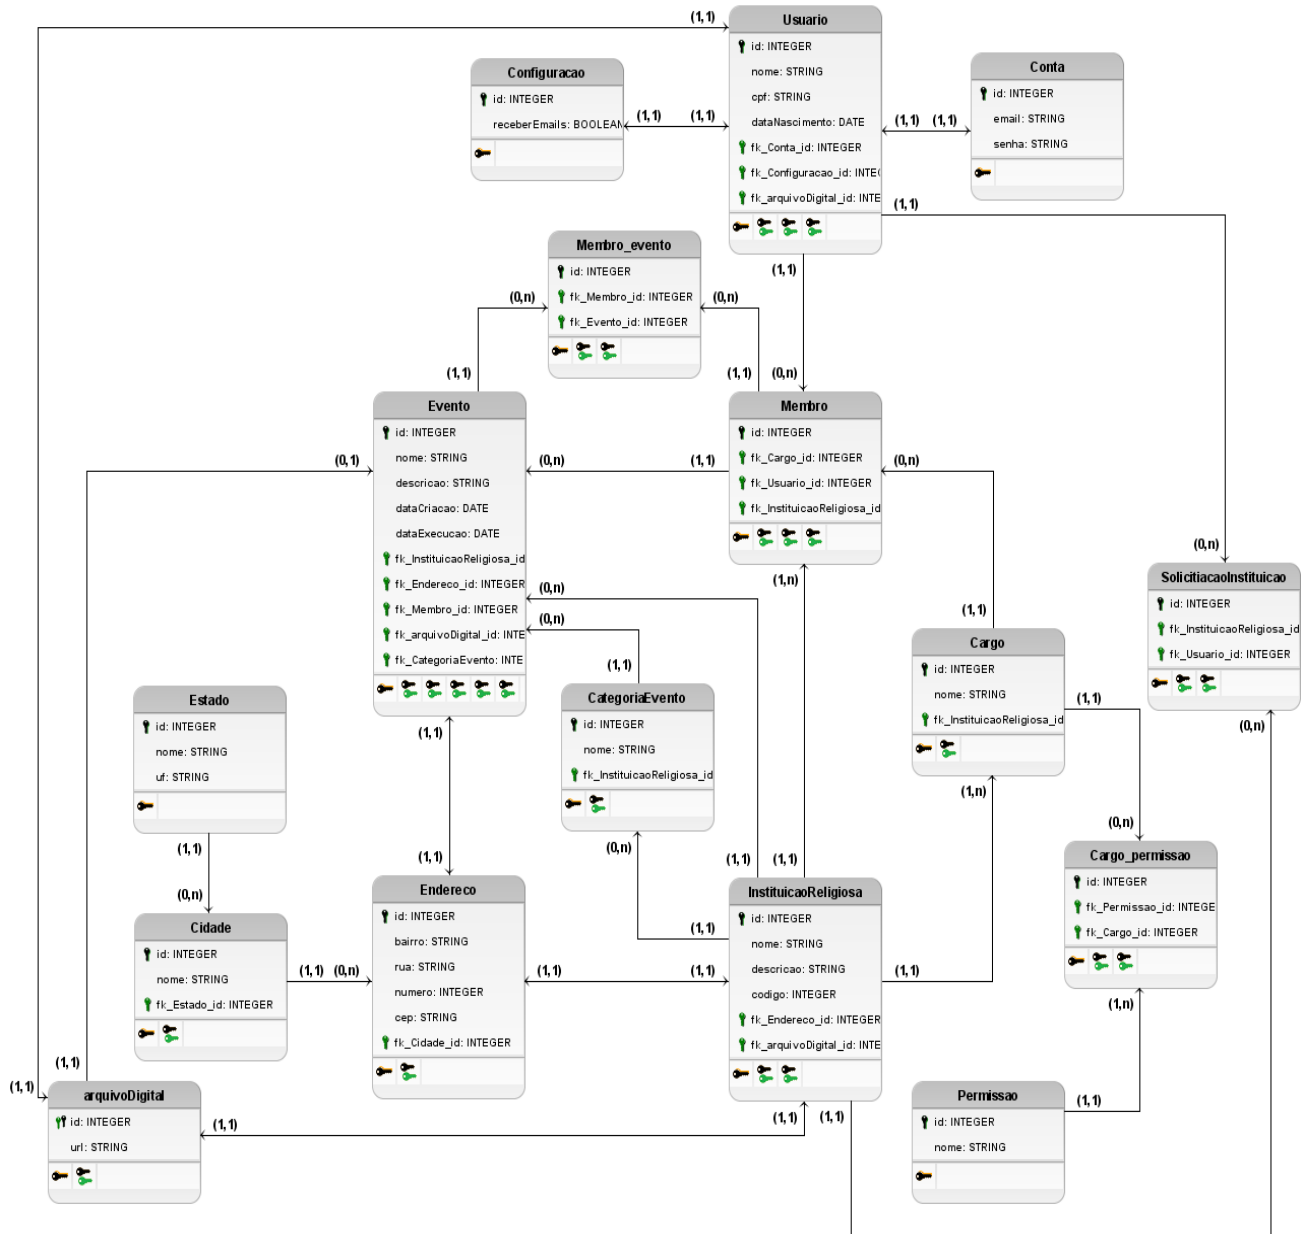 (1,1)
Usuario
id: INTEGER
nome: STRING
cpf: STRING
dataNascimento: DATE
fk_Conta_id: INTEGER
fk_Configuracao_id: INTE(
fk_arquivoDigital_id: INTE
Configuracao
id: INTEGER
receberEmails: BOOLEAN
(1,1)
(1,1)
Conta
id: INTEGER
email: STRING
senha: STRING
(1,1)
(1,1)
(1,1)
(1,1)
Membro_evento
id: INTEGER
fk_Membro_id: INTEGER
fk_Evento_id: INTEGER
(0,n)
(0,n)
(1,1)
(1,1)
(0,n)
Evento
id: INTEGER
nome: STRING
descricao: STRING
dataCriacao: DATE
dataExecucao: DATE
fk_InstituicaoReligiosa_id
fk_Endereco_id: INTEGER
fk_Membro_id: INTEGER
fk_arquivoDigital_id: INTE
fk_CategoriaEvento: INTE
Membro
id: INTEGER
fk_Cargo_id: INTEGER
fk_Usuario_id: INTEGER
fk_InstituicaoReligiosa_id
(0,1)
(0,n)
(1,1)
(0,n)
(0,n)
SolicitiacaoInstituicao
id: INTEGER
fk_InstituicaoReligiosa_id
fk_Usuario_id: INTEGER
(1,n)
(0,n)
(0,n)
(1,1)
Cargo
id: INTEGER
nome: STRING
fk_InstituicaoReligiosa_id
(1,1)
CategoriaEvento
id: INTEGER
nome: STRING
fk_InstituicaoReligiosa_id
Estado
id: INTEGER
nome: STRING
uf: STRING
(1,1)
(1,1)
(0,n)
(1,n)
(0,n)
(1,1)
(0,n)
(1,1)
(0,n)
(1,1)
(1,1)
(1,1)
Cargo_permissao
id: INTEGER
fk_Permissao_id: INTEGE
fk_Cargo_id: INTEGER
Endereco
id: INTEGER
bairro: STRING
rua: STRING
numero: INTEGER
cep: STRING
fk_Cidade_id: INTEGER
InstituicaoReligiosa
id: INTEGER
nome: STRING
descricao: STRING
codigo: INTEGER
fk_Endereco_id: INTEGER
fk_arquivoDigital_id: INTE
Cidade
id: INTEGER
nome: STRING
fk_Estado_id: INTEGER
(1,1)
(1,1)
(0,n)
(1,1)
(1,1)
(1,1)
(1,n)
(1,1)
(1,1)
arquivoDigital
id: INTEGER
url: STRING
(1,1)
(1,1)
(1,1)
Permissao
id: INTEGER
nome: STRING
(1,1)